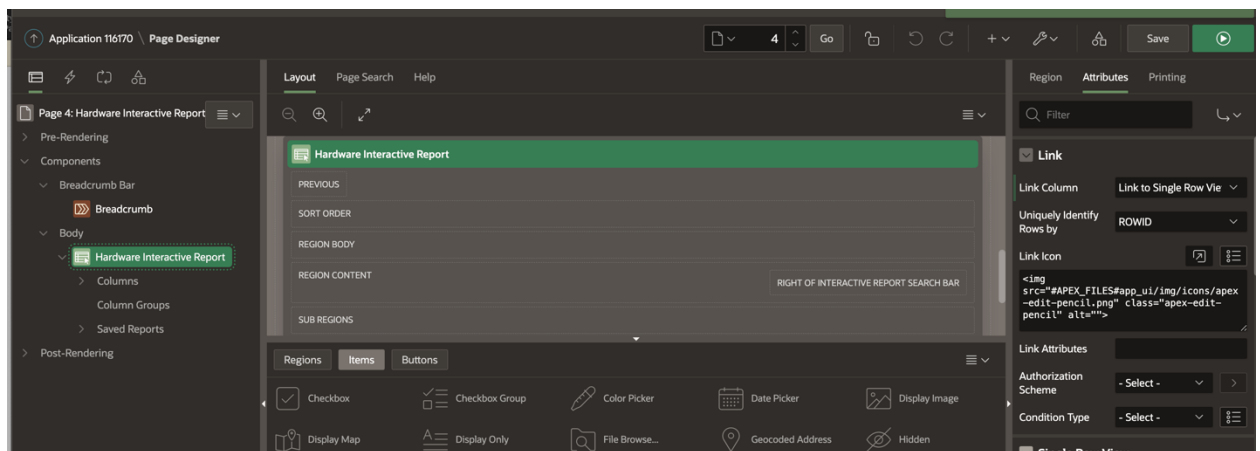 Application 116170 \ Page Designer
4
Go
Save
Page 4: Hardware Interactive Report
Pre-Rendering
Components
Breadcrumb Bar
Breadcrumb
Body
Hardware Interactive Report
Columns
Column Groups
Saved Reports
Post-Rendering
Layout Page Search Help
Hardware Interactive Report
PREVIOUS
SORT ORDER
REGION BODY
REGION CONTENT
RIGHT OF INTERACTIVE REPORT SEARCH BAR
SUB REGIONS
Regions Items Buttons
Checkbox Checkbox Group Color Picker Date Picker Display Image
Display Map Display Only File Browse... Geocoded Address Hidden
Region Attributes Printing
Filter
Link
Link Column Link to Single Row Vie
Uniquely Identify
Rows by
ROWID
Link Icon
<img
src="#APEX_FILES#app_ui/img/icons/apex
-edit-pencil.png" class="apex-edit-
pencil" alt="">
Link Attributes
Authorization
Scheme
- Select -
Condition Type - Select -